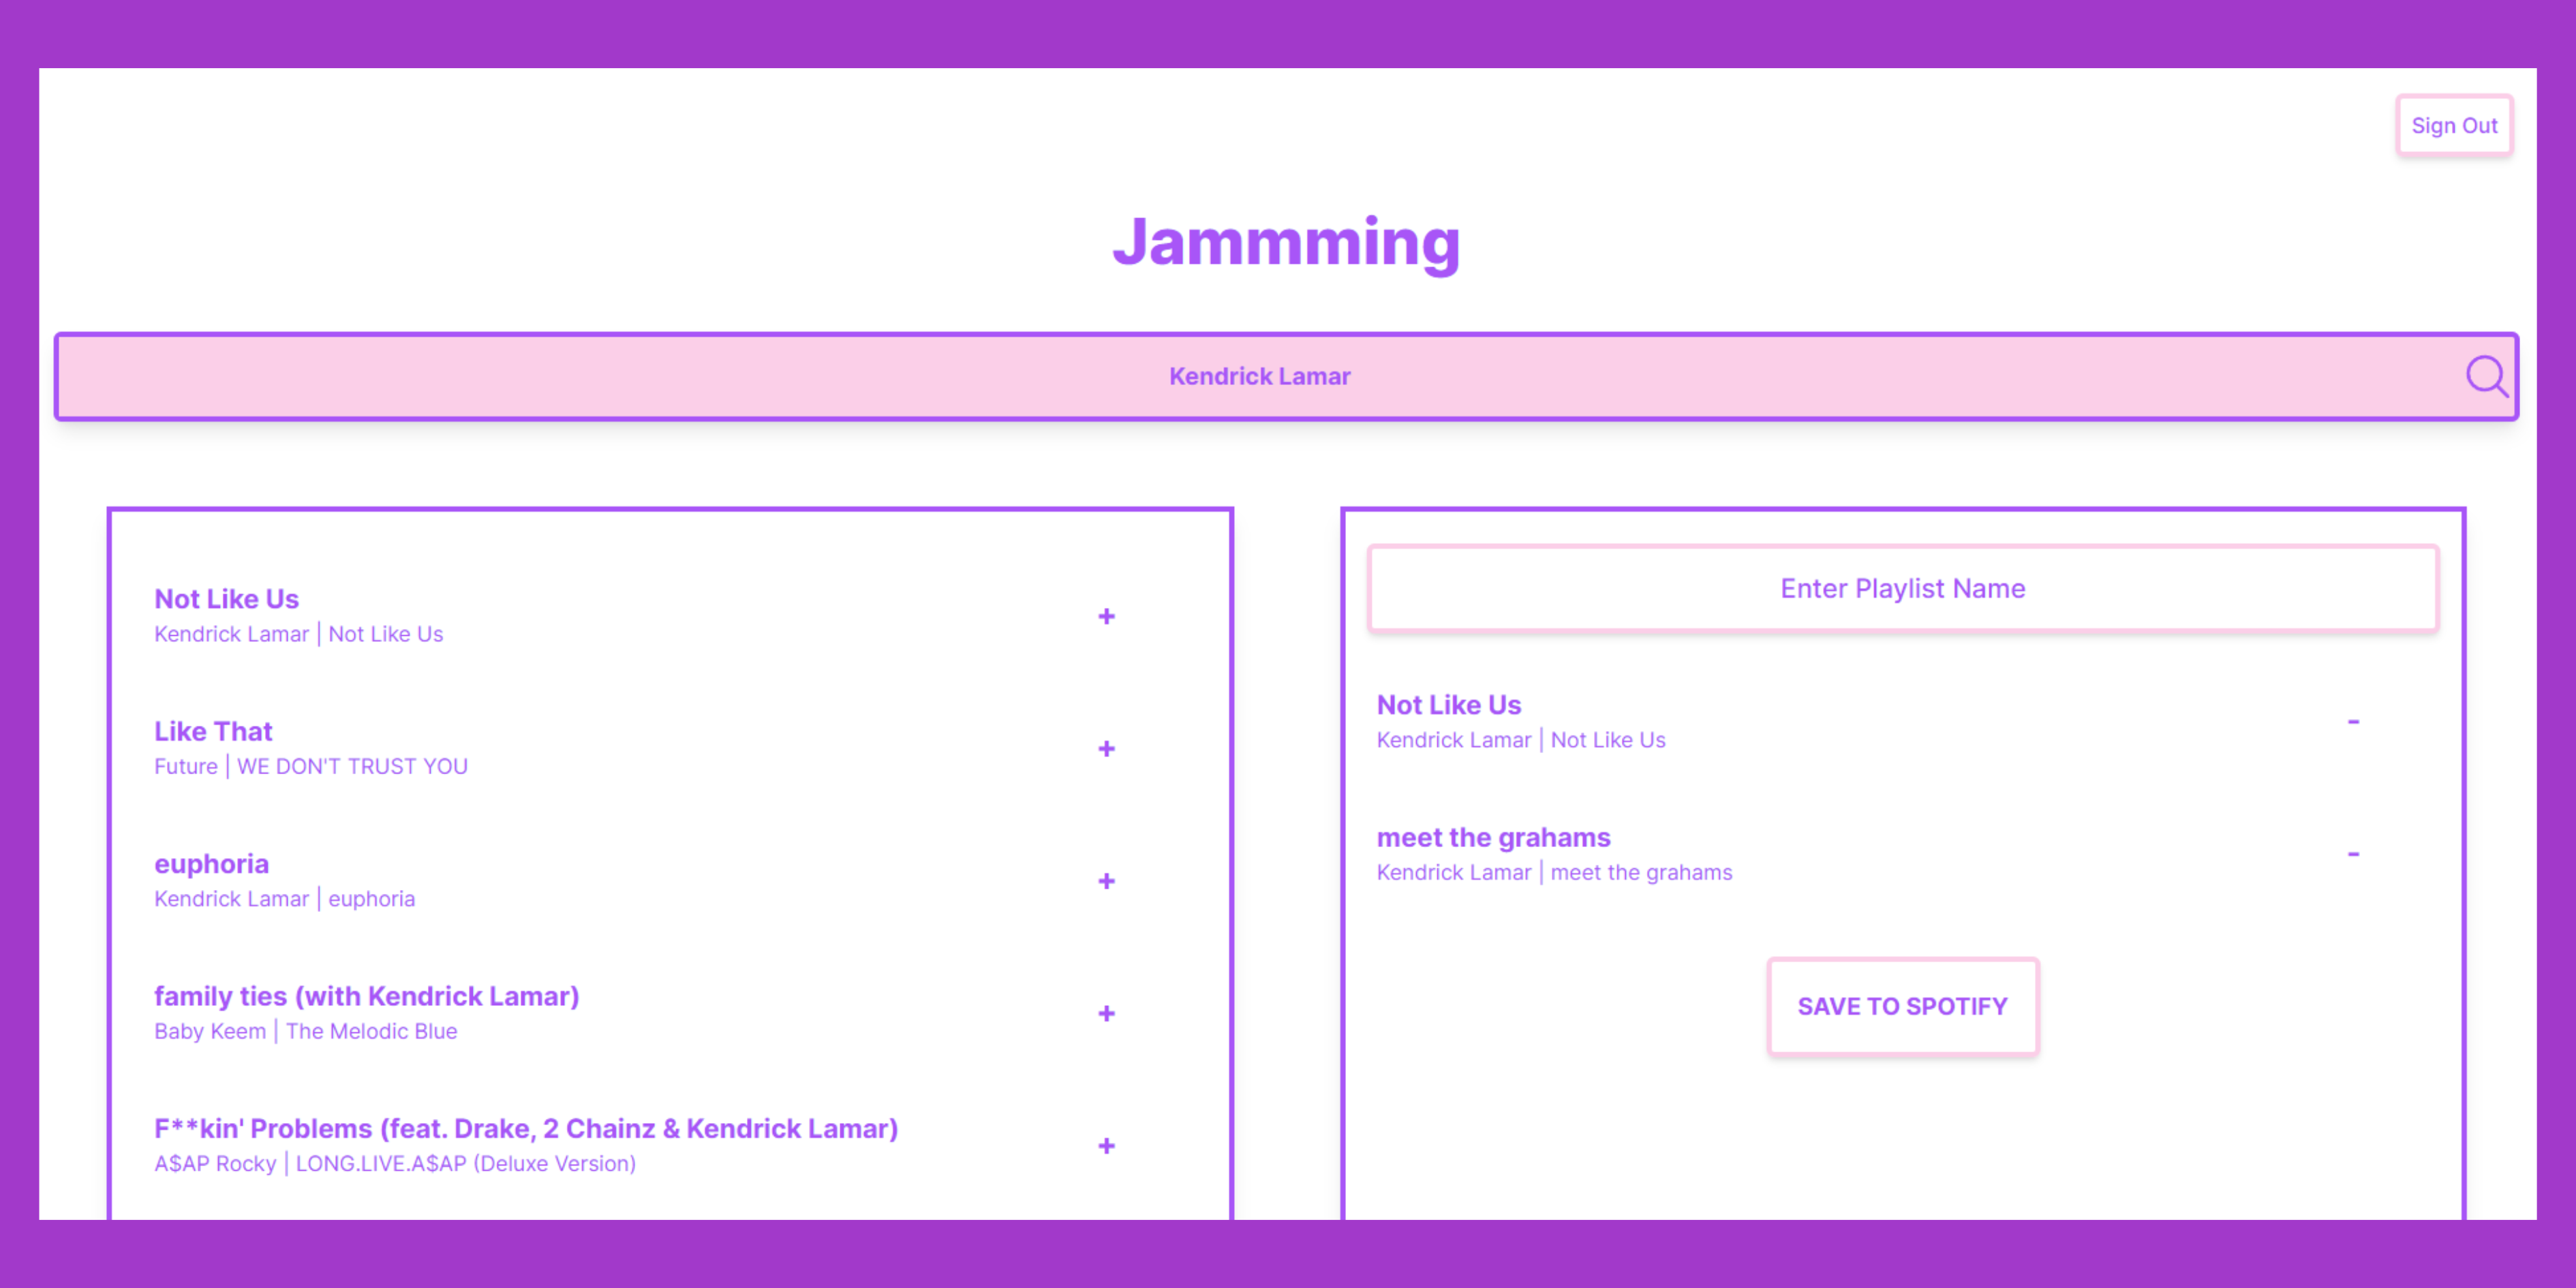 Sign Out
Jammming
Kendrick Lamar
Not Like Us
Kendrick Lamar | Not Like Us
+
Like That
Future | WE DON'T TRUST YOU
+
euphoria
Kendrick Lamar | euphoria
+
family ties (with Kendrick Lamar)
Baby Keem | The Melodic Blue
+
F**kin' Problems (feat. Drake, 2 Chainz & Kendrick Lamar)
A$AP Rocky | LONG.LIVE.A$AP (Deluxe Version)
+
Enter Playlist Name
Not Like Us
Kendrick Lamar | Not Like Us
-
meet the grahams
Kendrick Lamar | meet the grahams
-
SAVE TO SPOTIFY